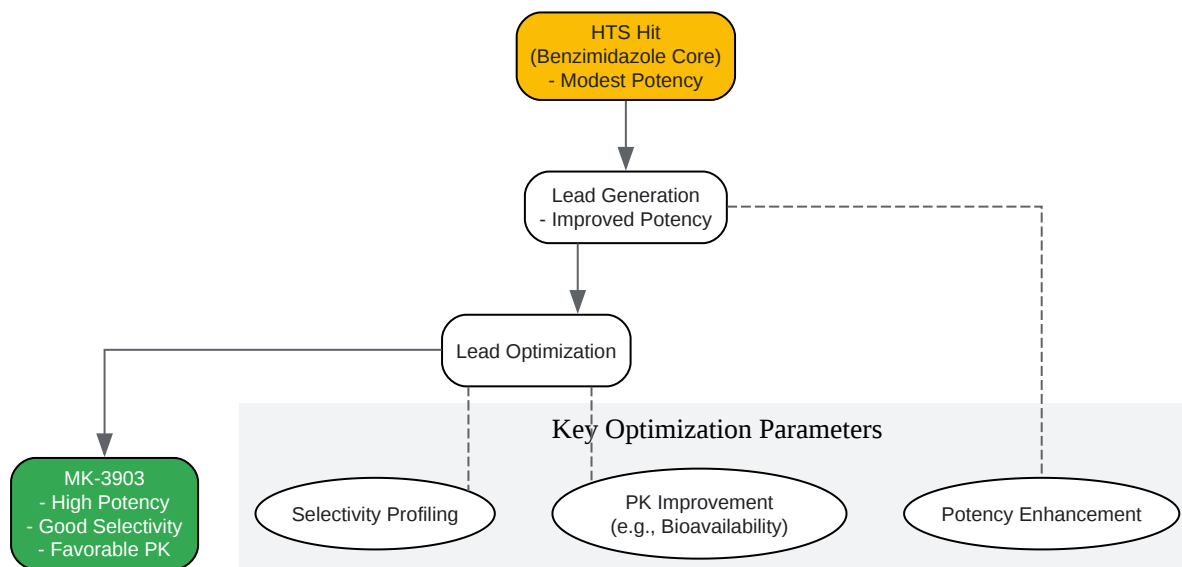 HTS Hit
(Benzimidazole Core)
- Modest Potency
Lead Generation
- Improved Potency
Lead Optimization
Key Optimization Parameters
MK-3903
- High Potency
- Good Selectivity
- Favorable PK
Selectivity Profiling
PK Improvement
(e.g., Bioavailability)
Potency Enhancement